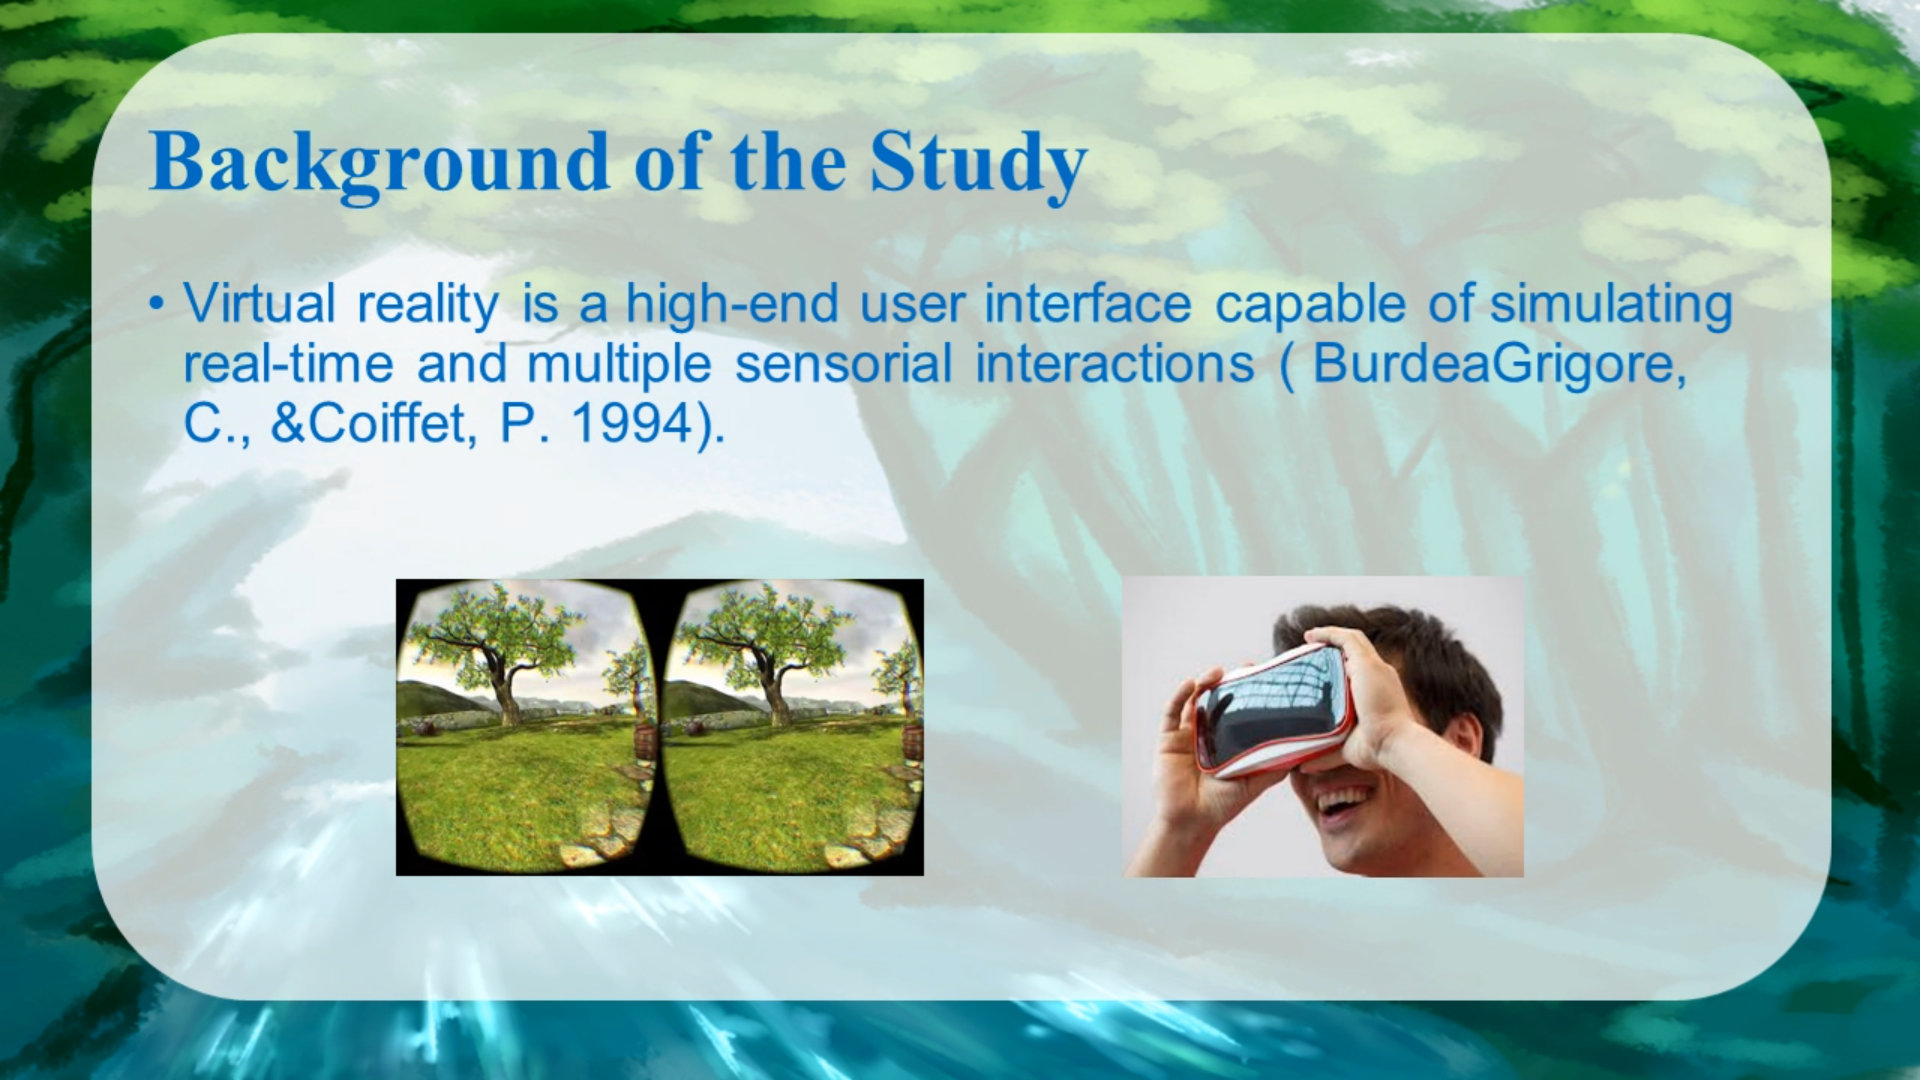 Background of the Study
• Virtual reality is a high-end user interface capable of simulating
real-time and multiple sensorial interactions ( BurdeaGrigore,
C., &Coiffet, P. 1994).